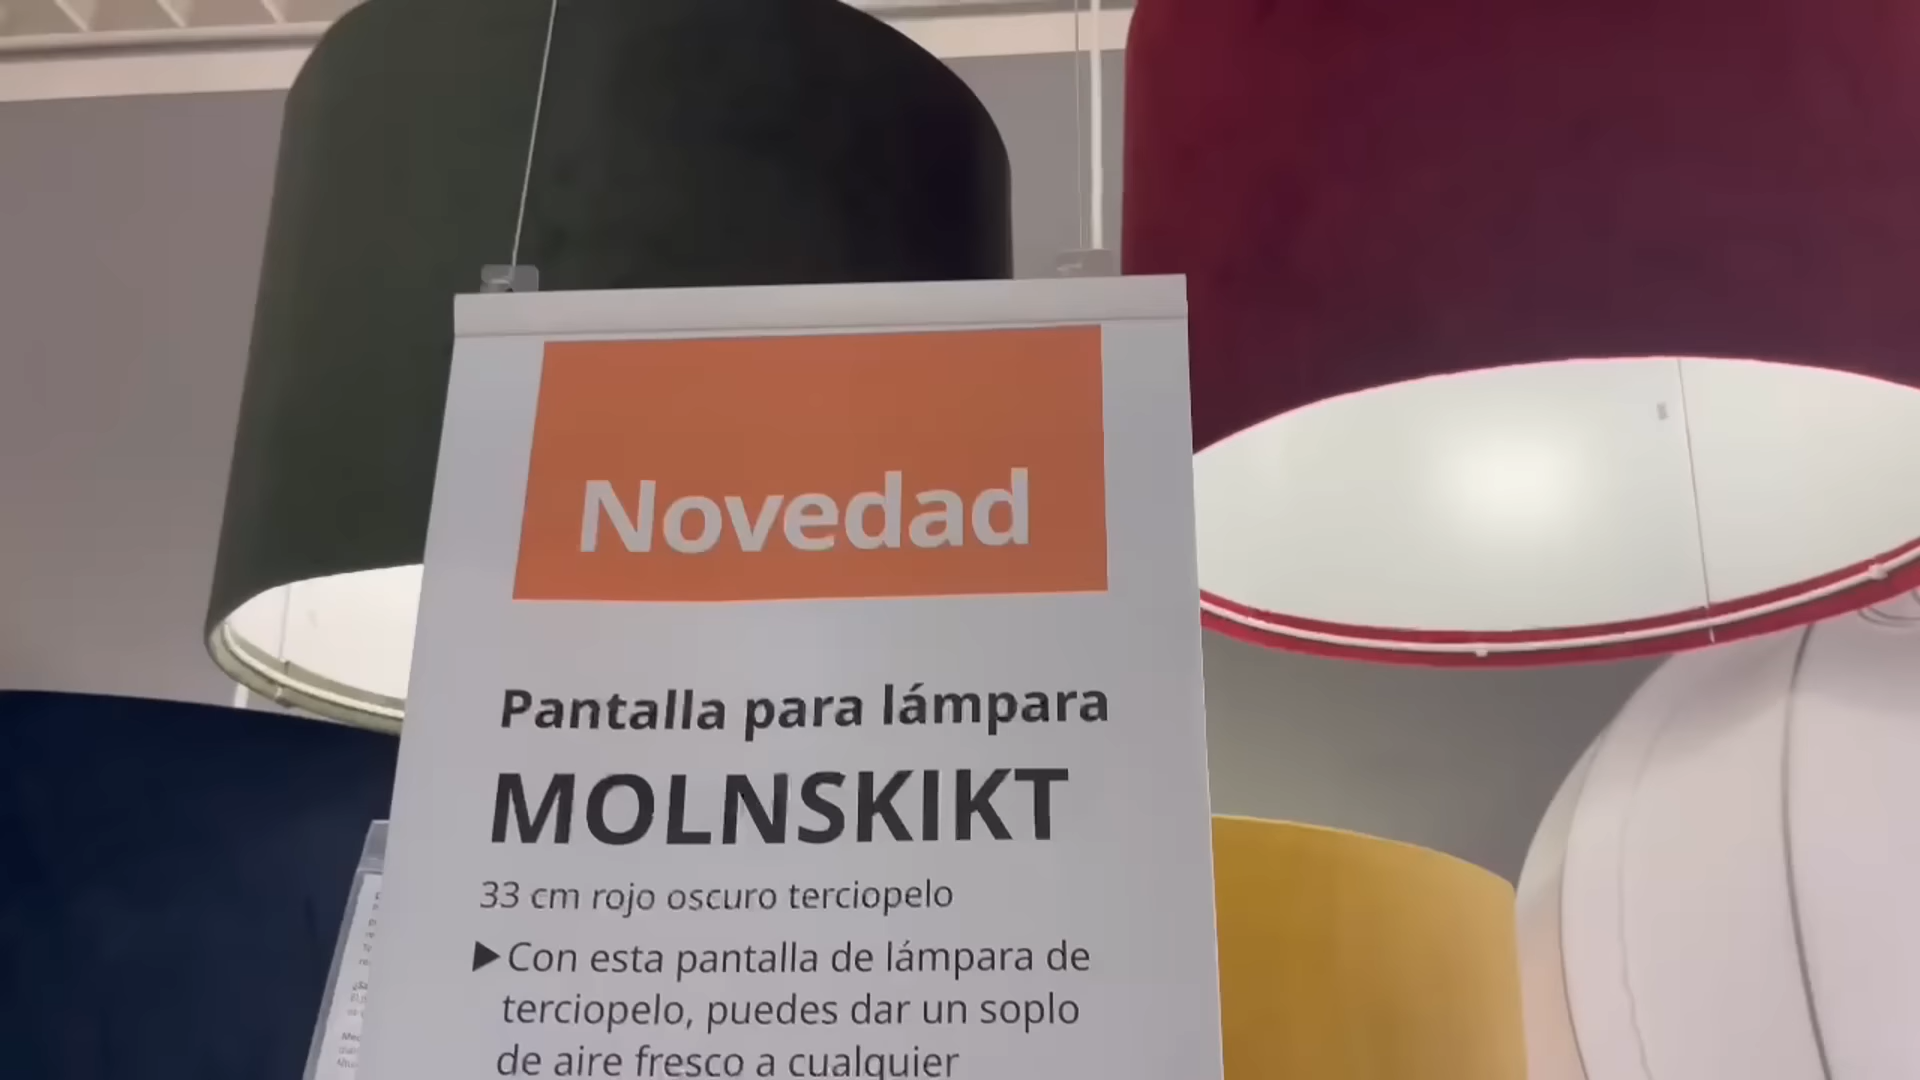 Novedad
Pantalla para lámpara
MOLNSKIKT
33 cm rojo oscuro terciopelo
▶Con esta pantalla de lámpara de
terciopelo, puedes dar un soplo
de aire fresco a cualquier